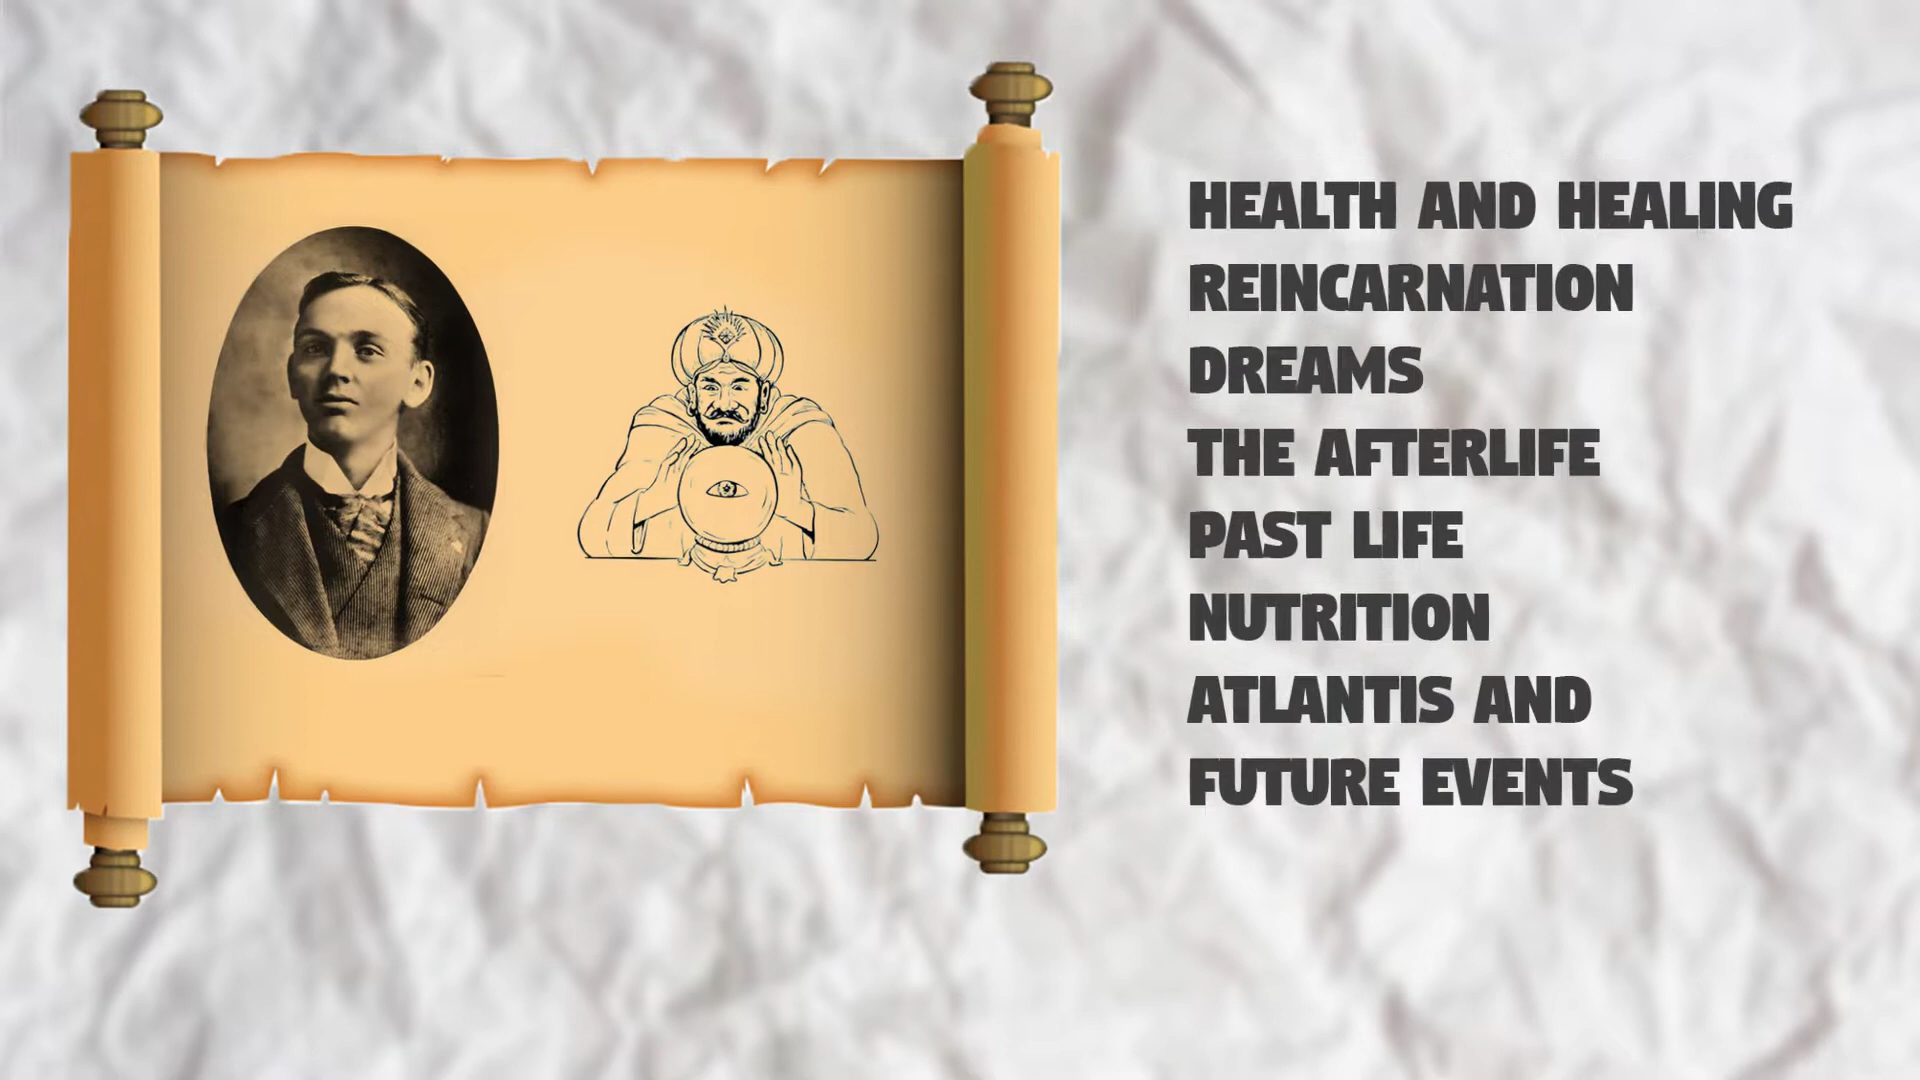 HEALTH AND HEALING
REINCARNATION
DREAMS
THE AFTERLIFE
PAST LIFE
NUTRITION
ATLANTIS AND
FUTURE EVENTS